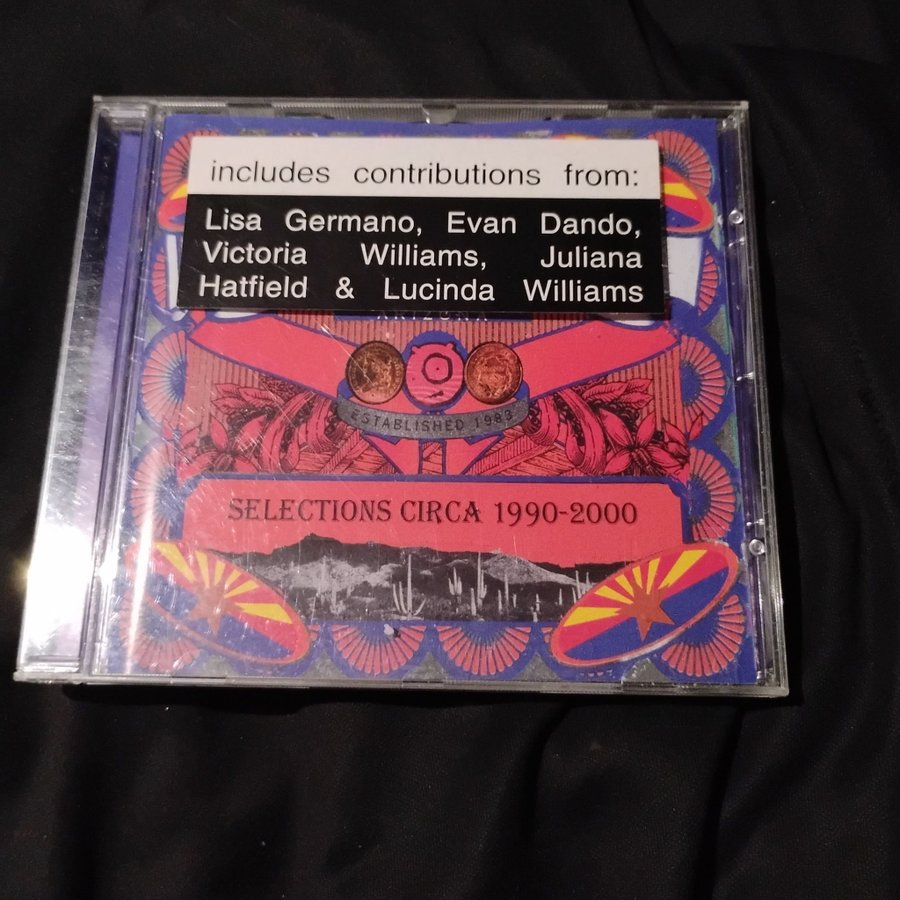 includes contributions from:
Lisa Germano, Evan Dando,
Victoria Williams, Juliana
Hatfield & Lucinda Williams
ARIZONA
ESTABLISHED 1983
SELECTIONS CIRCA 1990-2000